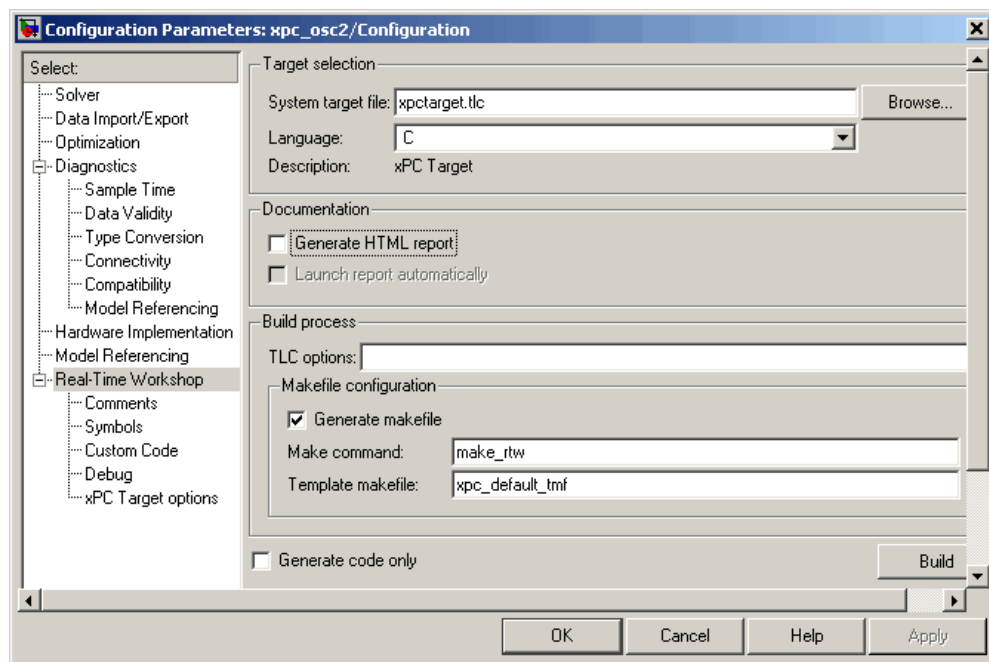 Configuration Parameters: xpc_osc2/Configuration
Select:
Solver
Data Import/Export
Optimization
Diagnostics
Sample Time
Data Validity
Type Conversion
Connectivity
Compatibility
Model Referencing
Hardware Implementation
Model Referencing
Real-Time Workshop
Comments
Symbols
Custom Code
Debug
xPC Target options
Target selection
System target file: xpctarget.tlc Browse...
Language: C
Description: xPC Target
Documentation
Generate HTML report
Launch report automatically
Build process
TLC options:
Makefile configuration
Generate makefile
Make command: make_rtw
Template makefile: xpc_default_tmf
Generate code only Build
OK Cancel Help Apply